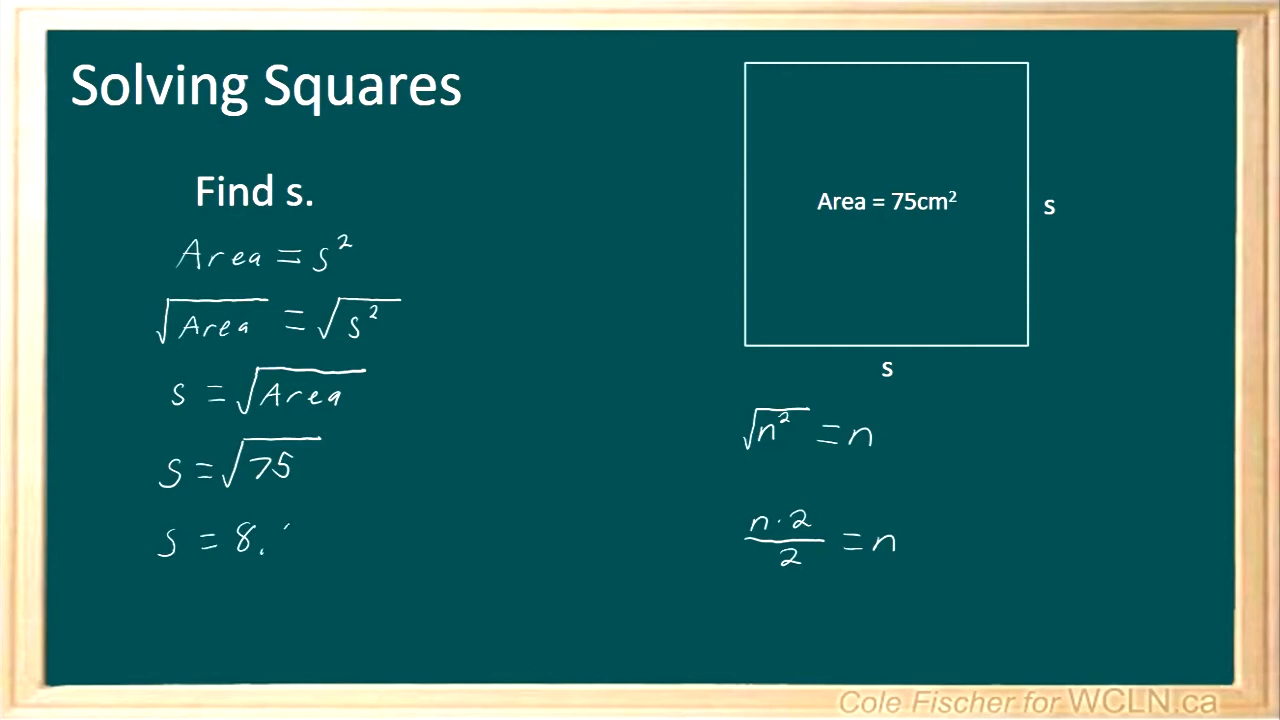 Solving Squares
Find s.
Area = s²
√Area = √s²
s = √Area
s = √75
s = 8.
Area = 75cm²
s
s
√n² = n
n · 2
2
= n
Cole Fischer for WCLN.ca